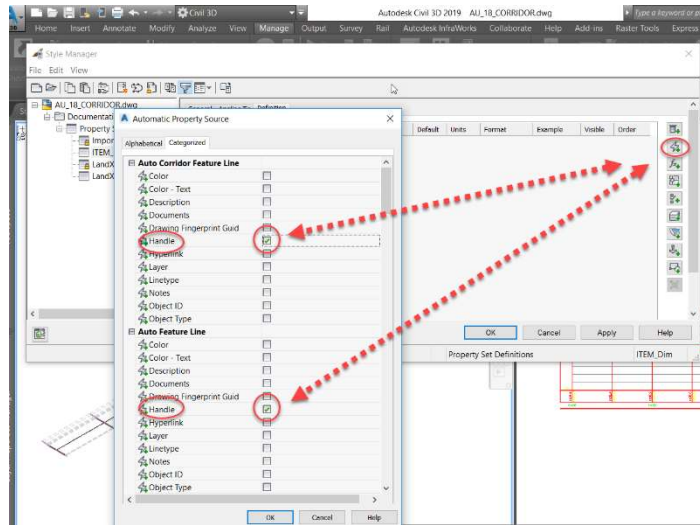 Civil 3D
Autodesk Civil 3D 2019 AU_18_CORRIDOR.dwg
Type a keyword or p
Home Insert Annotate Modify Analyze View Manage Output Survey Rail Autodesk InfraWorks Collaborate Help Add-ins Raster Tools Express
Style Manager
File Edit View
AU_18_CORRIDOR.dwg
Documentati
Property S
Impor
ITEM_
LandX
LandX
Default Units Format Example Visible Order
Automatic Property Source
Alphabetical Categorized
Auto Corridor Feature Line
Color
Color - Text
Description
Documents
Drawing Fingerprint Guid
Handle
Hyperlink
Layer
Linetype
Notes
Object ID
Object Type
Auto Feature Line
Color
Color - Text
Description
Documents
Drawing Fingerprint Guid
Handle
Hyperlink
Layer
Linetype
Notes
Object ID
Object Type
OK Cancel Help
OK Cancel Apply Help
Property Set Definitions ITEM_Dim